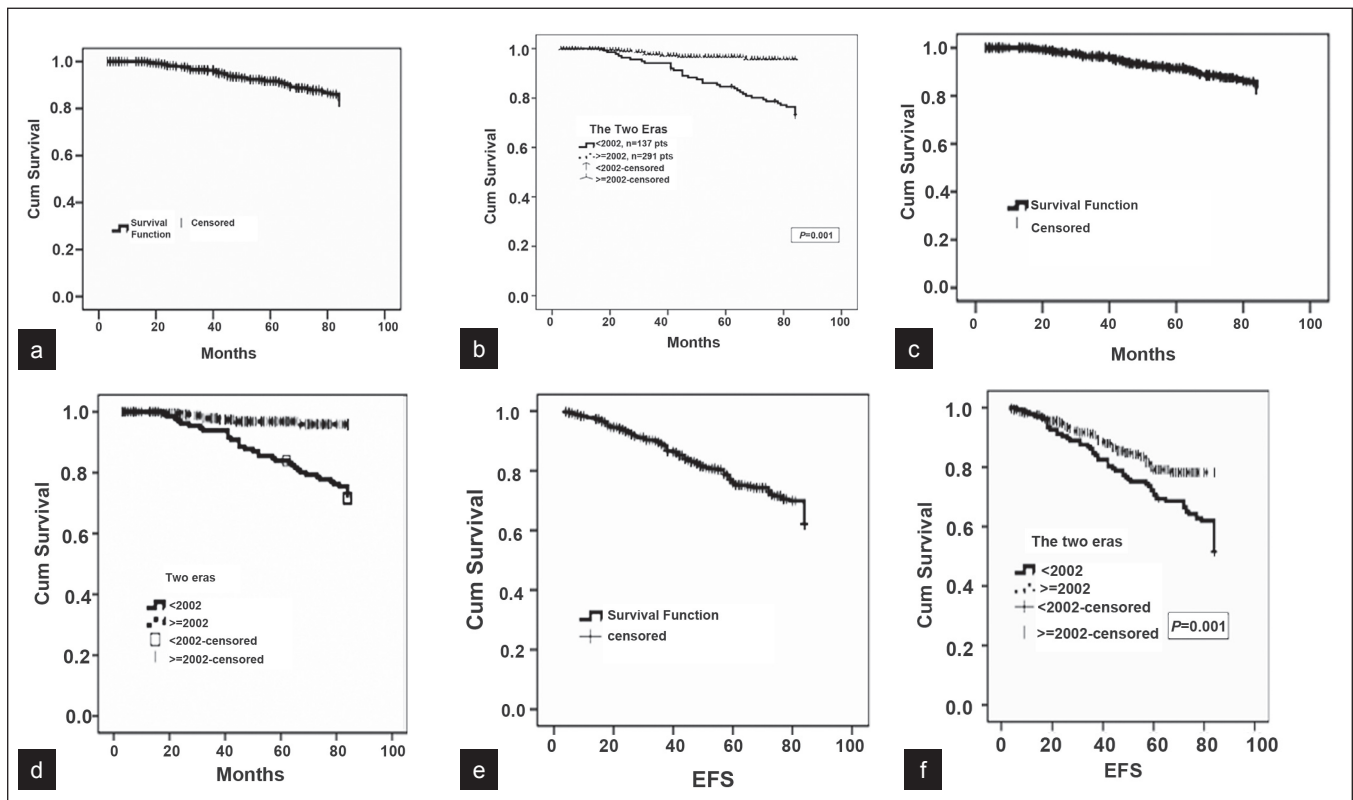 1.0
0.8
0.6
0.4
0.2
0.0
Cum Survival
Survival
Function
Censored
0 20 40 60 80 100
Months
a
1.0
0.8
0.6
0.4
0.2
0.0
Cum Survival
The Two Eras
<2002, n=137 pts
>=2002, n=291 pts
<2002-censored
>=2002-censored
P=0.001
0 20 40 60 80 100
Months
b
1.0
0.8
0.6
0.4
0.2
0.0
Cum Survival
Survival Function
Censored
0 20 40 60 80 100
Months
c
1.0
0.8
0.6
0.4
0.2
0.0
Cum Survival
Two eras
<2002
>=2002
<2002-censored
>=2002-censored
0 20 40 60 80 100
Months
d
1.0
0.8
0.6
0.4
0.2
0.0
Cum Survival
Survival Function
censored
0 20 40 60 80 100
EFS
e
1.0
0.8
0.6
0.4
0.2
0.0
Cum Survival
The two eras
<2002
>=2002
<2002-censored
>=2002-censored
P=0.001
0 20 40 60 80 100
EFS
f